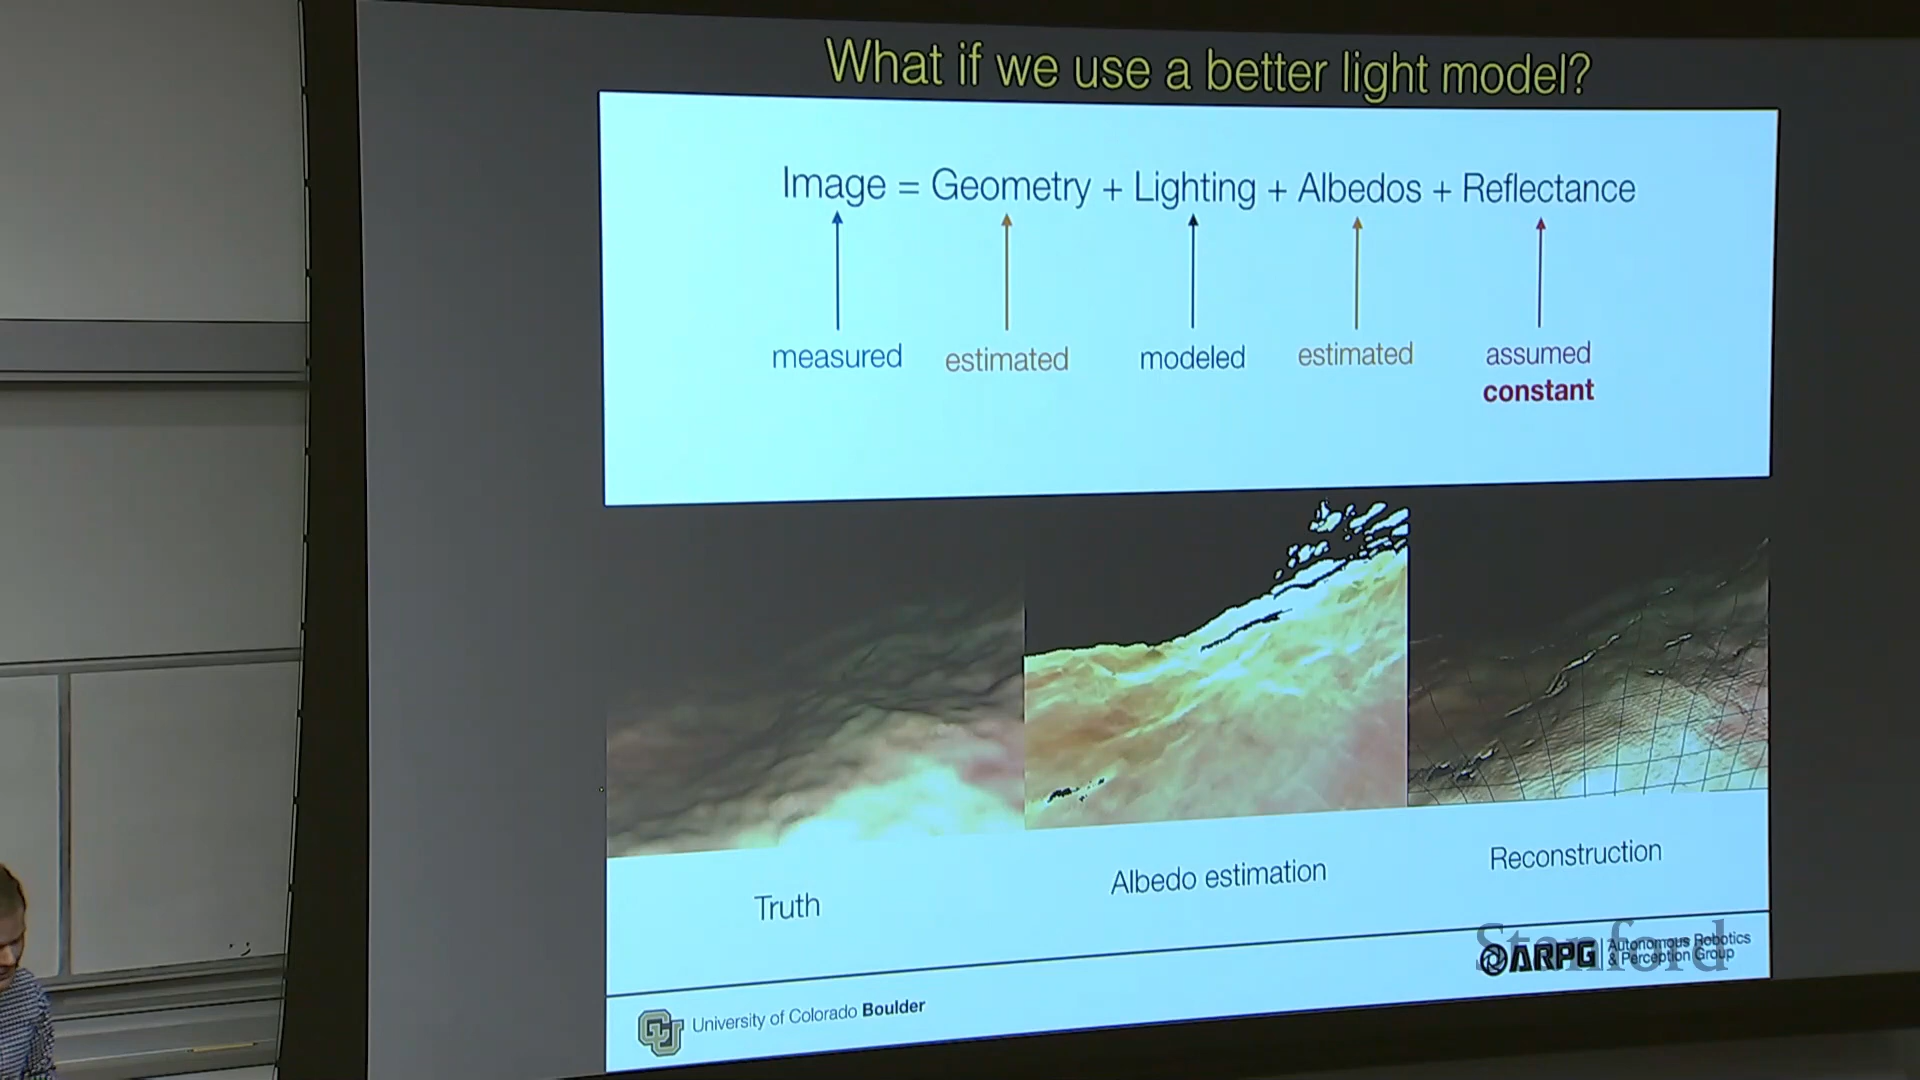 What if we use a better light model?
Image = Geometry + Lighting + Albedos + Reflectance
measured estimated modeled estimated assumed
constant
Truth
Albedo estimation
Reconstruction
Stanford
ARPG Autonomous Robotics
& Perception Group
CU University of Colorado Boulder